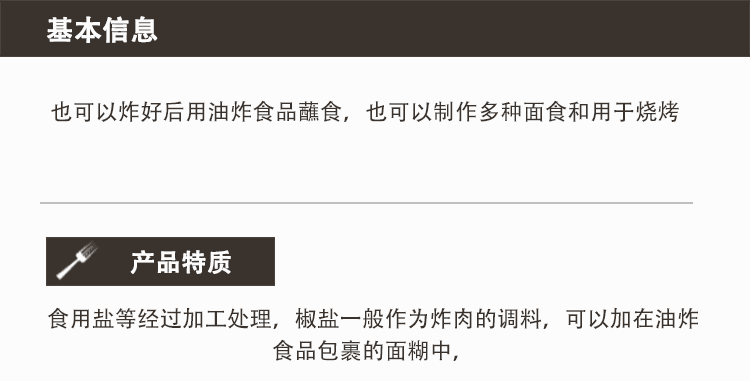 基本信息
也可以炸好后用油炸食品蘸食，也可以制作多种面食和用于烧烤
产品特质
食用盐等经过加工处理，椒盐一般作为炸肉的调料，可以加在油炸
食品包裹的面糊中，